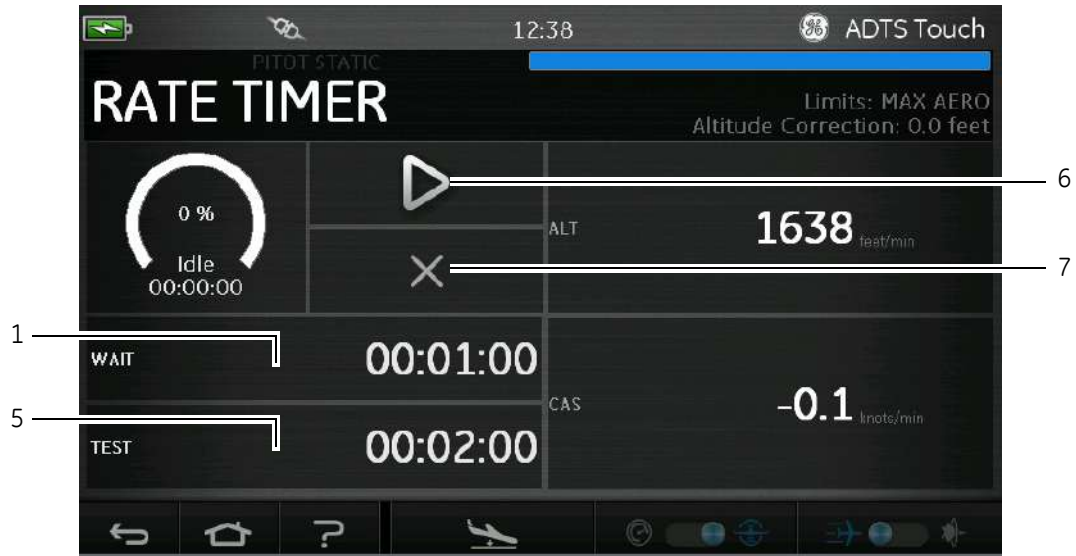 12:38
ADTS Touch
PITOT STATIC
RATE TIMER
Limits: MAX AERO
Altitude Correction: 0.0 feet
0 %
Idle
00:00:00
ALT
1638 feet/min
6
7
1
WAIT
00:01:00
CAS
-0.1 knots/min
5
TEST
00:02:00
?